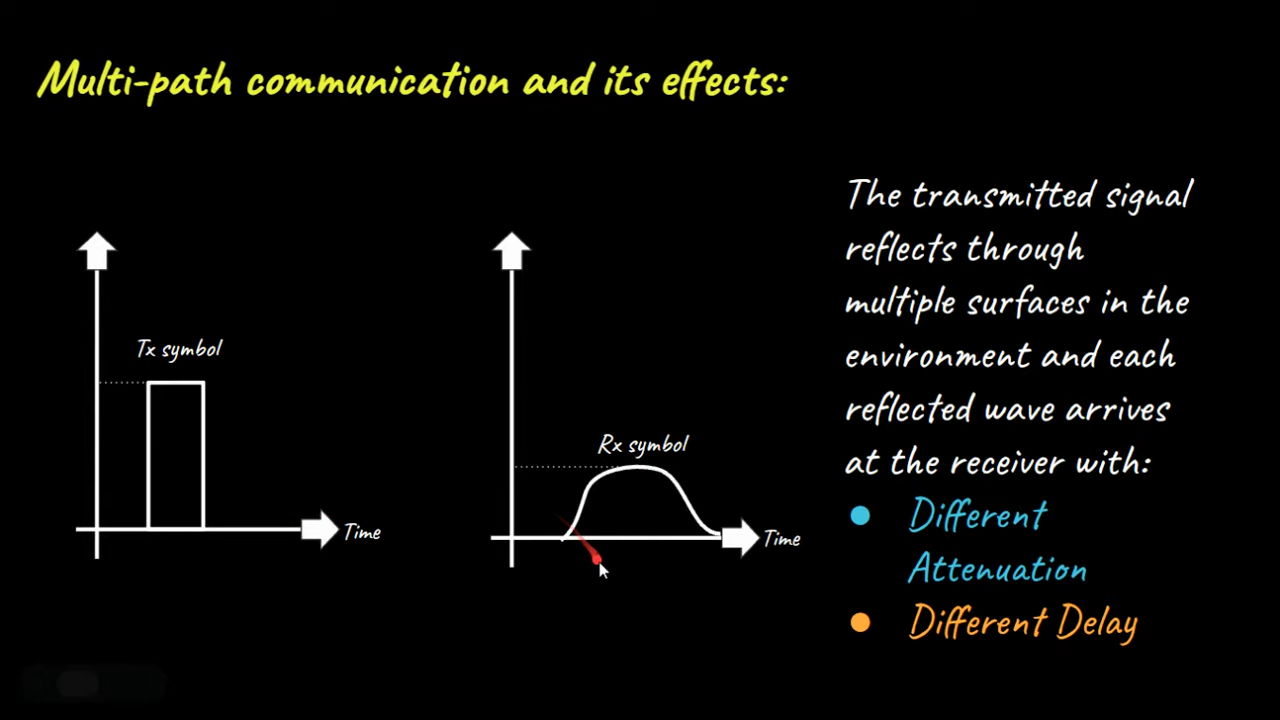 Multi-path communication and its effects:
Tx symbol
Time
Rx symbol
Time
The transmitted signal
reflects through
multiple surfaces in the
environment and each
reflected wave arrives
at the receiver with:
● Different
Attenuation
● Different Delay